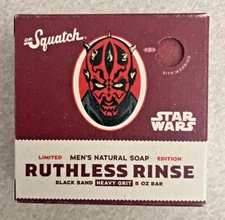 DR. Squatch®
SITH WARRIOR
STAR WARS
LIMITED MEN'S NATURAL SOAP EDITION
RUTHLESS RINSE
BLACK SAND HEAVY GRIT 5 OZ BAR